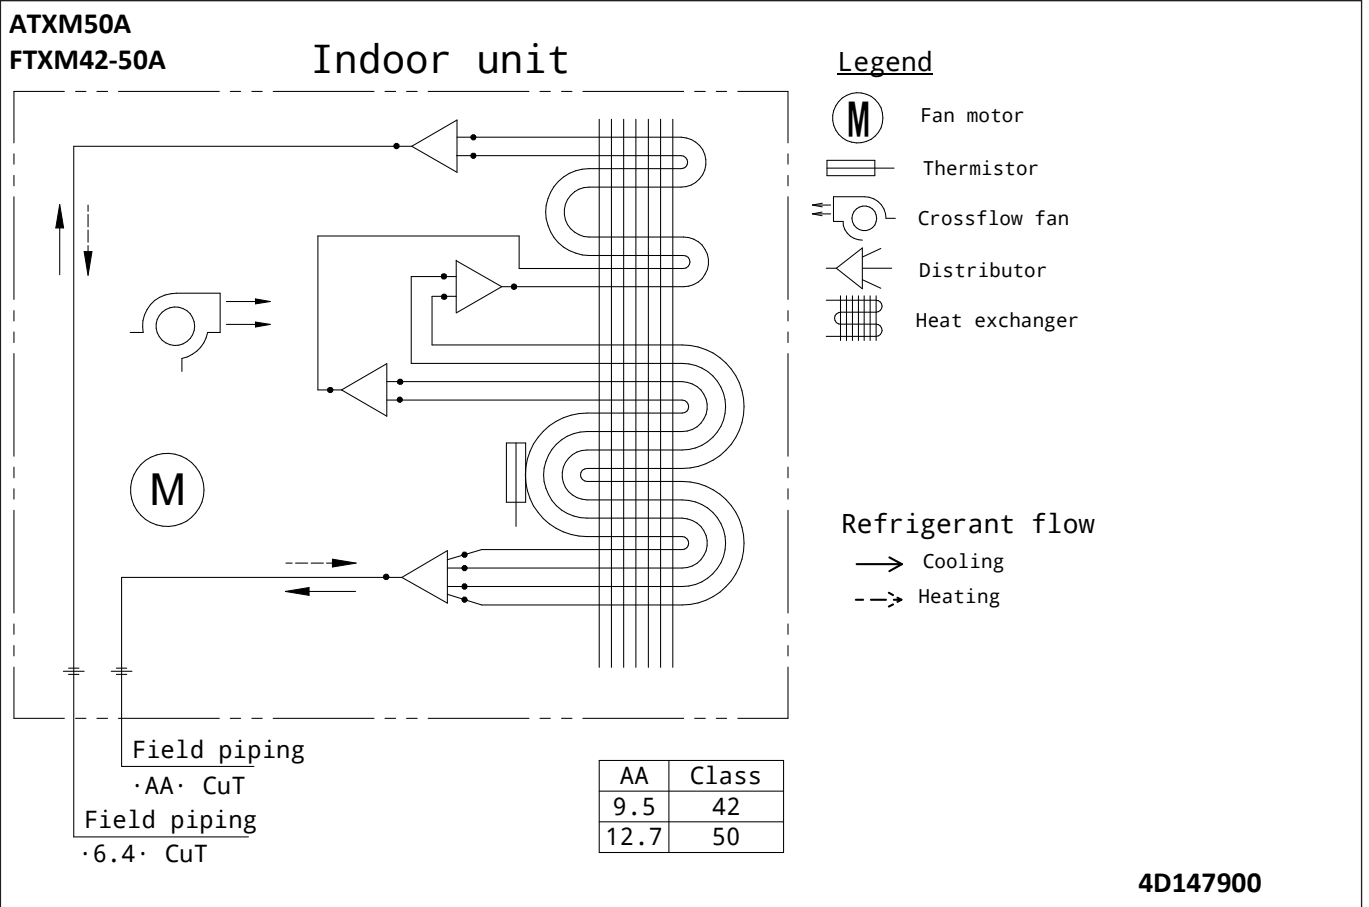 ATXM50A
FTXM42-50A
Indoor unit
Legend
M
Fan motor
Thermistor
Crossflow fan
Distributor
Heat exchanger
M
Refrigerant flow
Cooling
Heating
Field piping
·AA· CuT
Field piping
·6.4· CuT
AA Class
9.5 42
12.7 50
4D147900